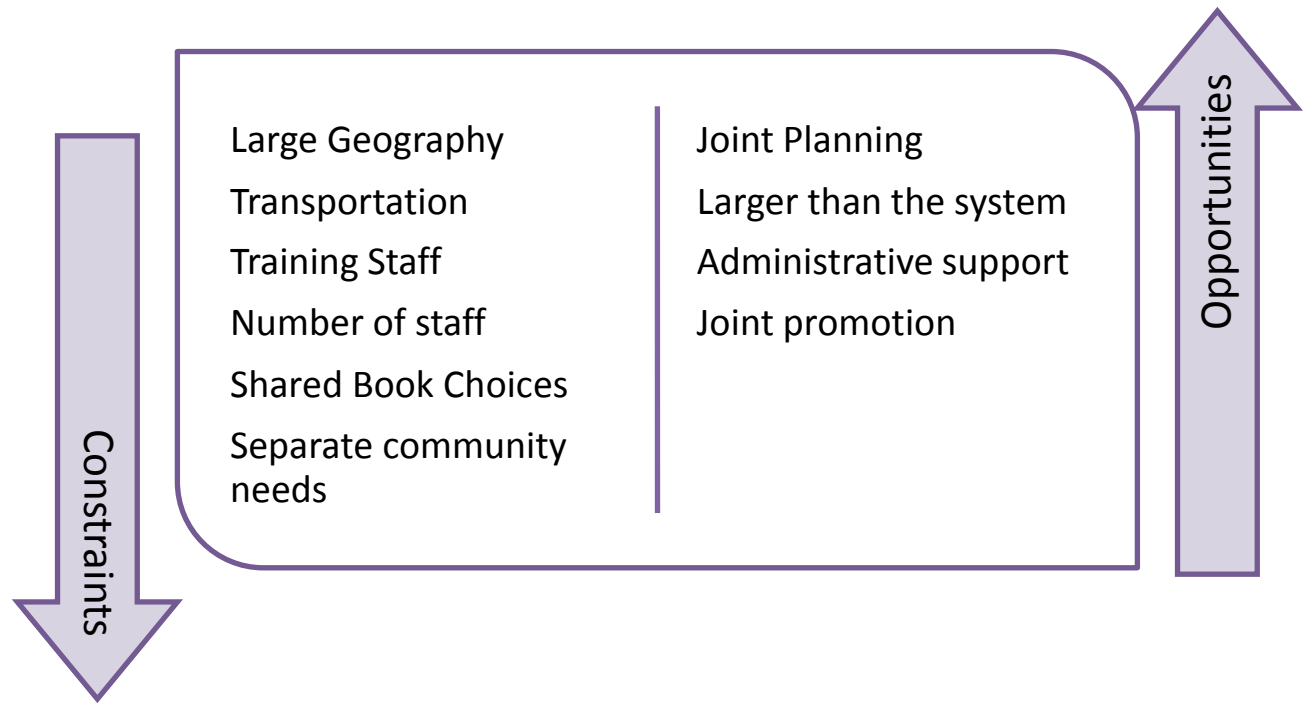 Constraints
Large Geography
Transportation
Training Staff
Number of staff
Shared Book Choices
Separate community
needs
Joint Planning
Larger than the system
Administrative support
Joint promotion
Opportunities